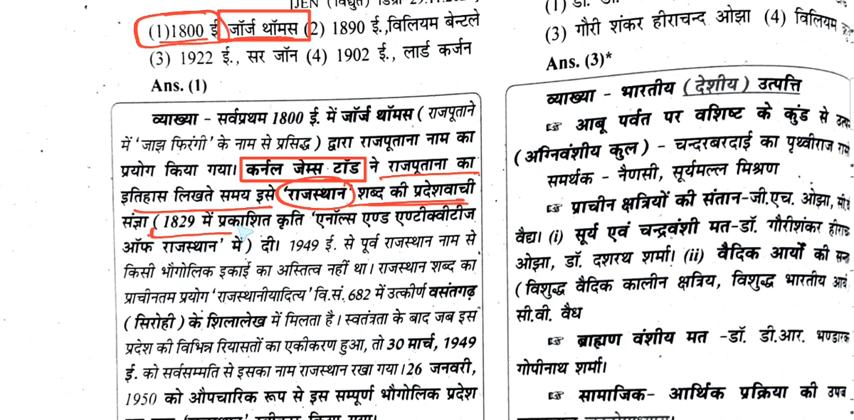 JEN (विद्युत) डिग्री 29.11.
(1)1800 ई जॉर्ज थॉमस (2) 1890 ई.,विलियम बेन्टले
(3) 1922 ई., सर जॉन (4) 1902 ई., लार्ड कर्जन
Ans. (1)
व्याख्या - सर्वप्रथम 1800 ई. में जॉर्ज थॉमस ( राजपूताने
में 'जाझ फिरंगी' के नाम से प्रसिद्ध ) द्वारा राजपूताना नाम का
प्रयोग किया गया। कर्नल जेम्स टॉड ने राजपूताना का
इतिहास लिखते समय इसे 'राजस्थान' शब्द की प्रदेशवाची
संज्ञा ( 1829 में प्रकाशित कृति 'एनॉल्स एण्ड एण्टीक्वीटीज
ऑफ राजस्थान' में ) दी। 1949 ई. से पूर्व राजस्थान नाम से
किसी भौगोलिक इकाई का अस्तित्व नहीं था। राजस्थान शब्द का
प्राचीनतम प्रयोग 'राजस्थानीयादित्य' वि.सं. 682 में उत्कीर्ण वसंतगढ़
( सिरोही ) के शिलालेख में मिलता है। स्वतंत्रता के बाद जब इस
प्रदेश की विभिन्न रियासतों का एकीकरण हुआ, तो 30 मार्च, 1949
ई. को सर्वसम्मति से इसका नाम राजस्थान रखा गया।26 जनवरी,
1950 को औपचारिक रूप से इस सम्पूर्ण भौगोलिक प्रदेश
(3) गौरी शंकर हीराचन्द ओझा (4) विलियम
Ans. (3)*
व्याख्या - भारतीय ( देशीय ) उत्पत्ति
☞ आबू पर्वत पर वशिष्ट के कुंड से
(अग्निवंशीय कुल) - चन्दरबरदाई का पृथ्वीराज
समर्थक - नैणसी, सूर्यमल्ल मिश्रण
☞ प्राचीन क्षत्रियों की संतान-जी.एच. ओझा,
वैद्य। (i) सूर्य एवं चन्द्रवंशी मत-डॉ. गौरीशंकर
ओझा, डॉ. दशरथ शर्मा। (ii) वैदिक आर्यों की
( विशुद्ध वैदिक कालीन क्षत्रिय, विशुद्ध भारतीय
सी.वी. वैध
☞ ब्राह्मण वंशीय मत -डॉ. डी.आर.
गोपीनाथ शर्मा।
☞ सामाजिक- आर्थिक प्रक्रिया की